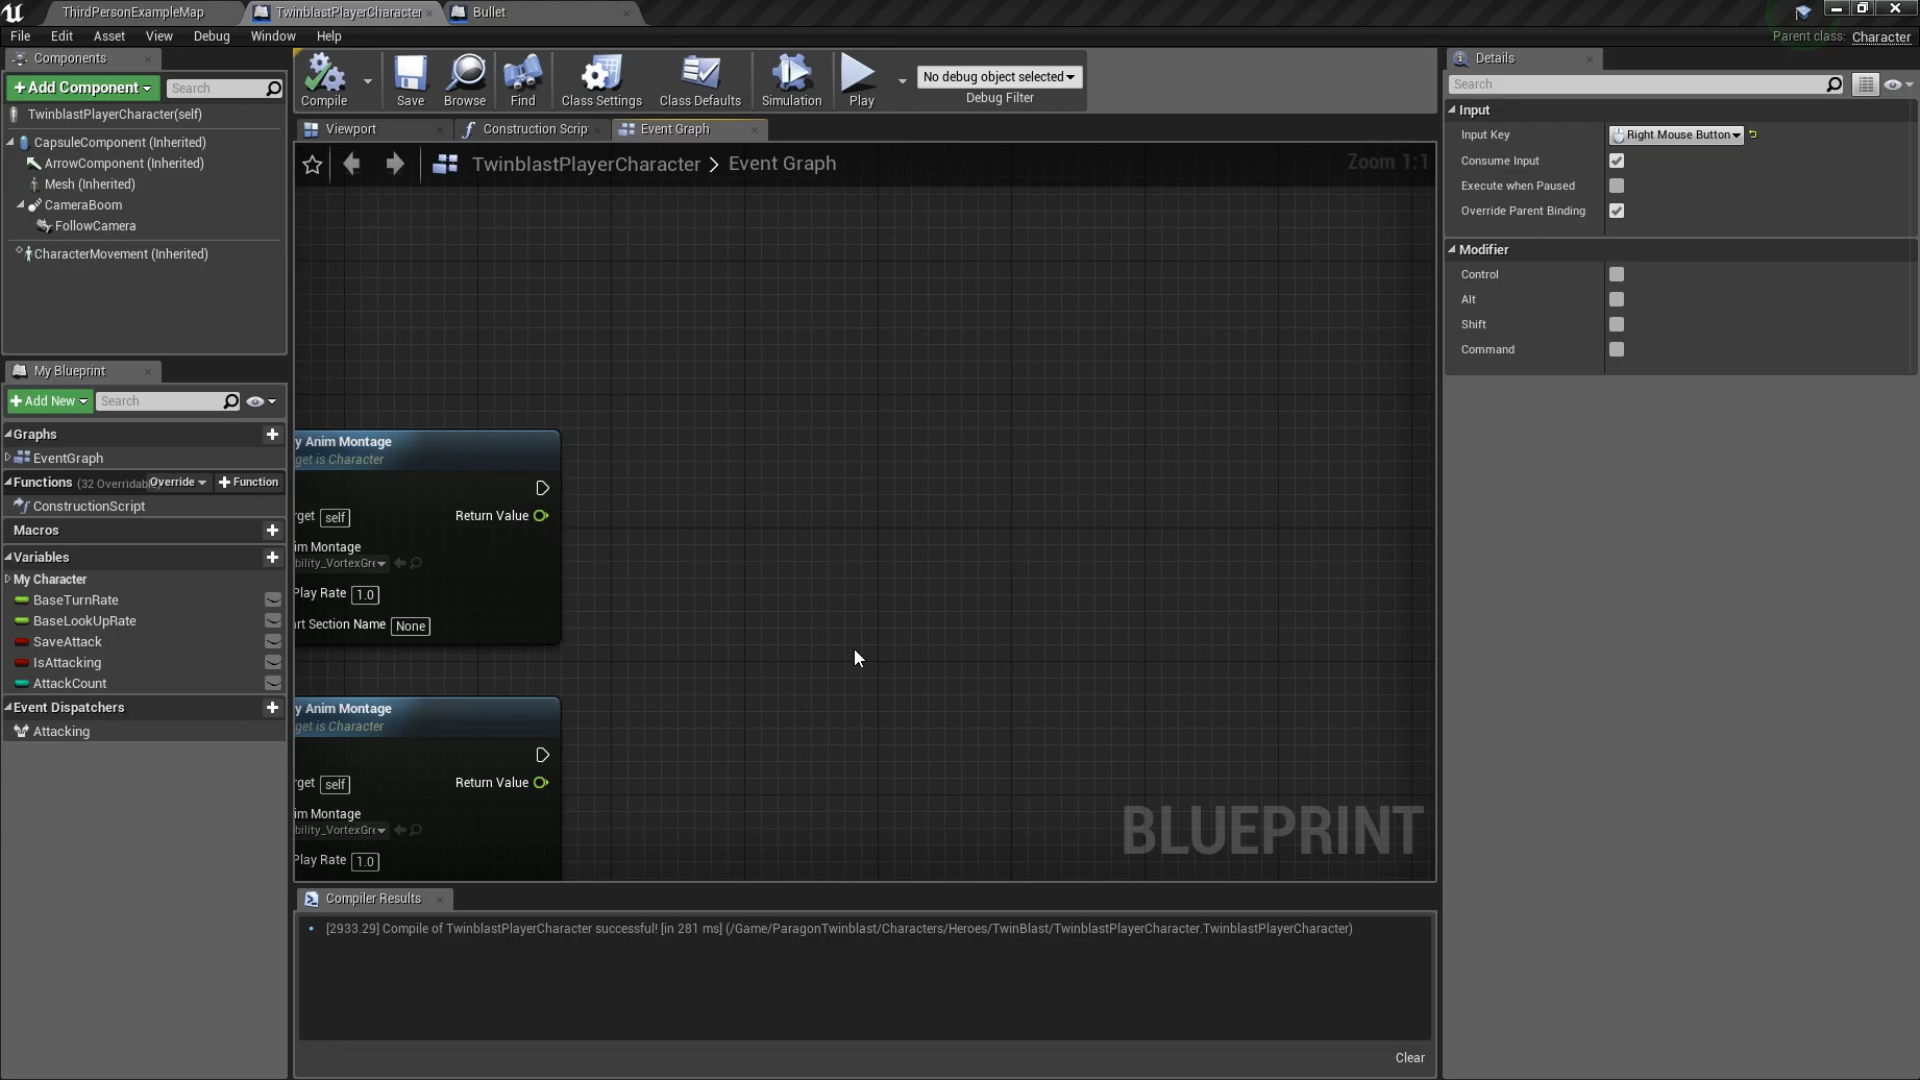 ThirdPersonExampleMap
TwinblastPlayerCharacter
Bullet
File Edit Asset View Debug Window Help
Parent class: Character
Components
+ Add Component
Search
TwinblastPlayerCharacter(self)
CapsuleComponent (Inherited)
ArrowComponent (Inherited)
Mesh (Inherited)
CameraBoom
FollowCamera
CharacterMovement (Inherited)
My Blueprint
+ Add New
Search
Graphs
EventGraph
Functions (32 Overridabl Override + Function
ConstructionScript
Macros
Variables
My Character
BaseTurnRate
BaseLookUpRate
SaveAttack
IsAttacking
AttackCount
Event Dispatchers
Attacking
Compile
Save
Browse
Find
Class Settings
Class Defaults
Simulation
Play
No debug object selected
Debug Filter
Viewport
Construction Scrip
Event Graph
TwinblastPlayerCharacter > Event Graph
Zoom 1:1
y Anim Montage
get is Character
rget self
Return Value
im Montage
bility_VortexGre
Play Rate 1.0
rt Section Name None
y Anim Montage
get is Character
rget self
Return Value
im Montage
bility_VortexGre
Play Rate 1.0
BLUEPRINT
Compiler Results
[2933.29] Compile of TwinblastPlayerCharacter successful! [in 281 ms] (/Game/ParagonTwinblast/Characters/Heroes/TwinBlast/TwinblastPlayerCharacter.TwinblastPlayerCharacter)
Clear
Details
Search
Input
Input Key Right Mouse Button
Consume Input
Execute when Paused
Override Parent Binding
Modifier
Control
Alt
Shift
Command